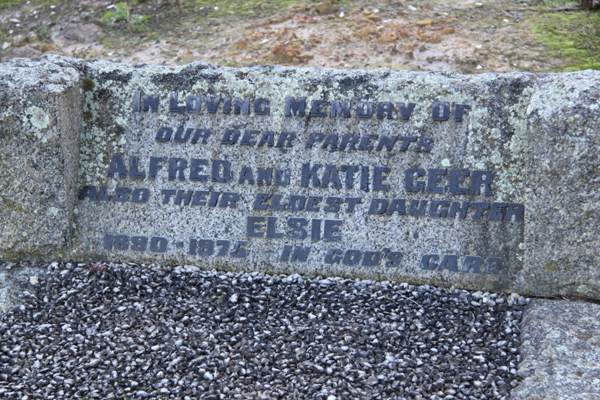 IN LOVING MEMORY OF
OUR DEAR PARENTS
ALFRED AND KATIE GEER
ALSO THEIR ELDEST DAUGHTER
ELSIE
1890 - 1975 IN GOD'S CARE